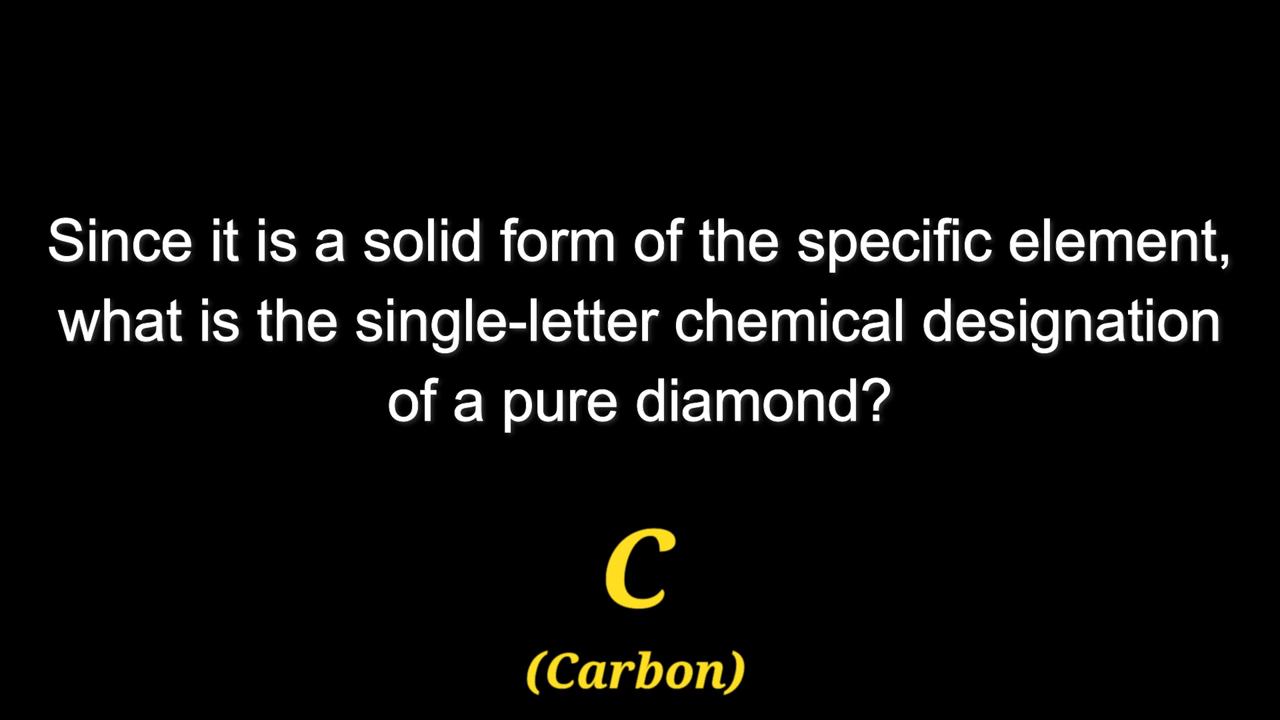 Since it is a solid form of the specific element,
what is the single-letter chemical designation
of a pure diamond?
C
(Carbon)